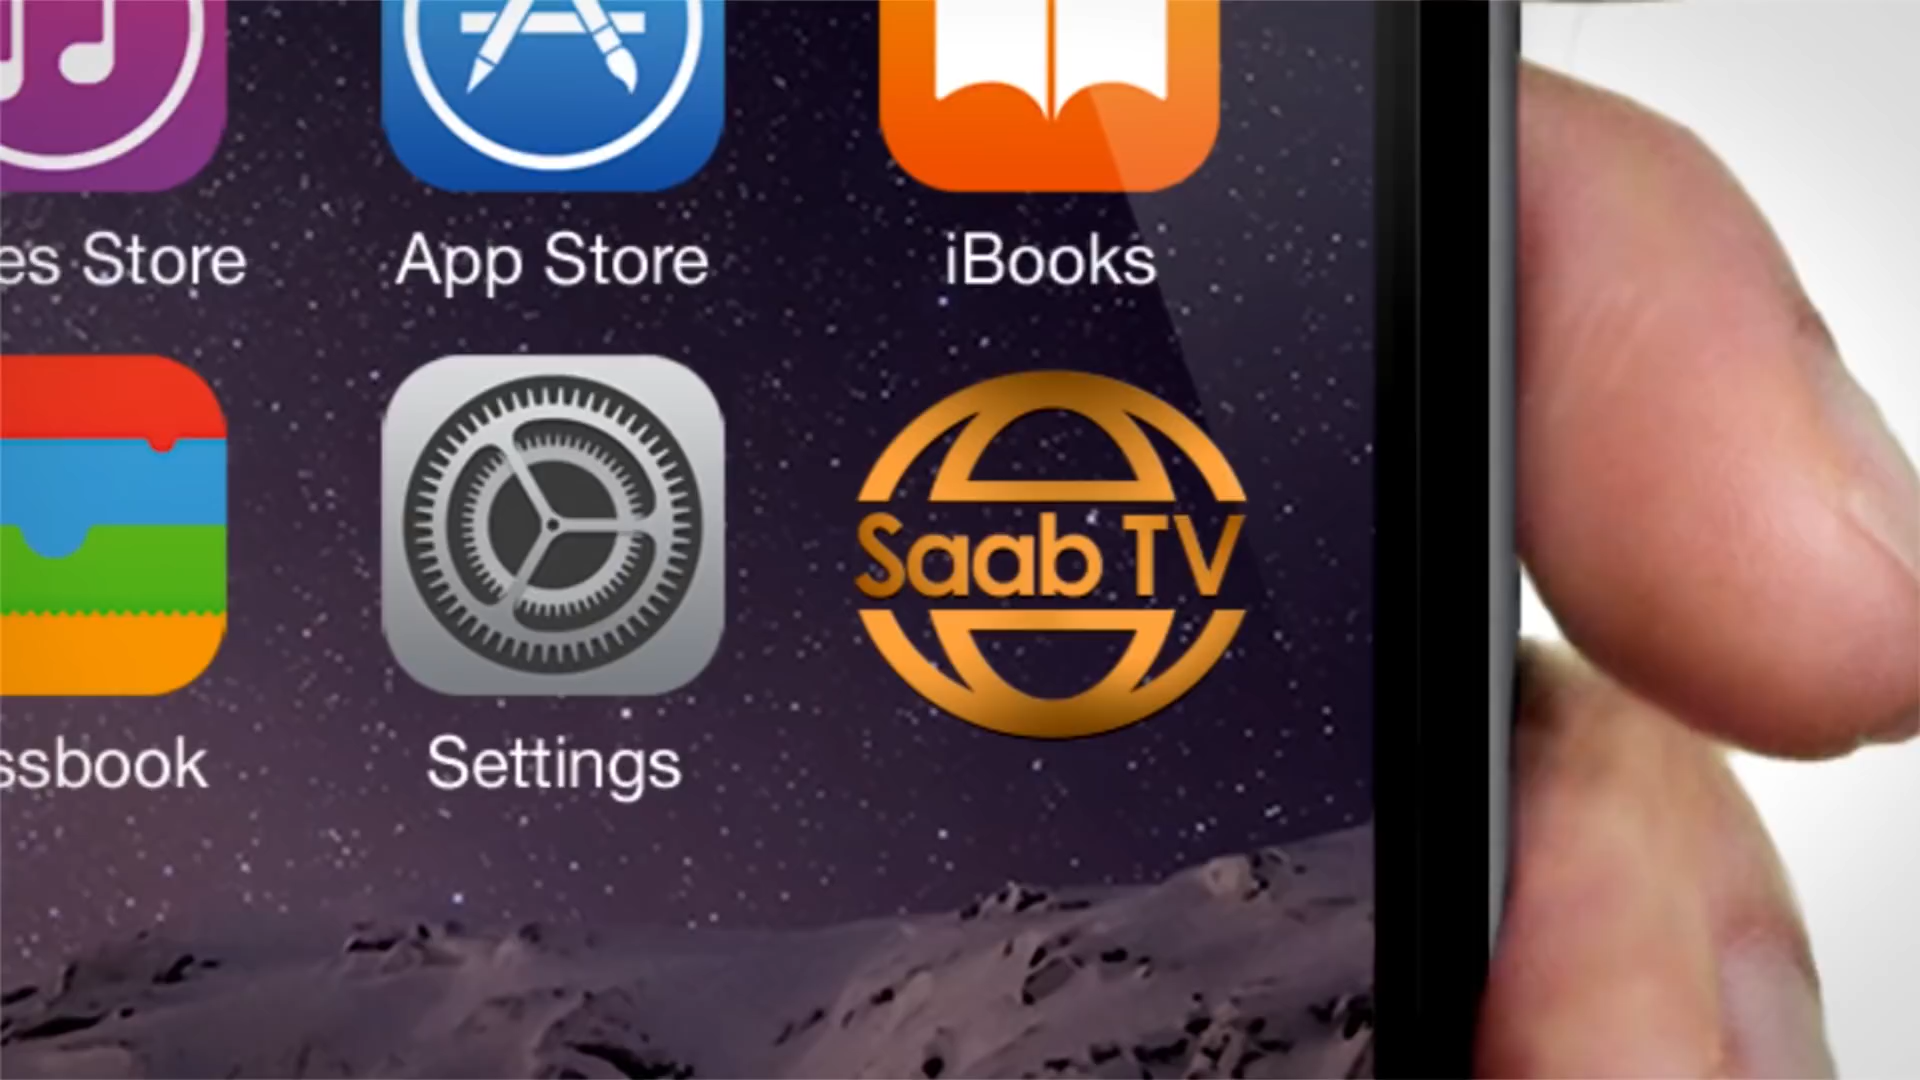 es Store
App Store
iBooks
Saab TV
ssbook
Settings